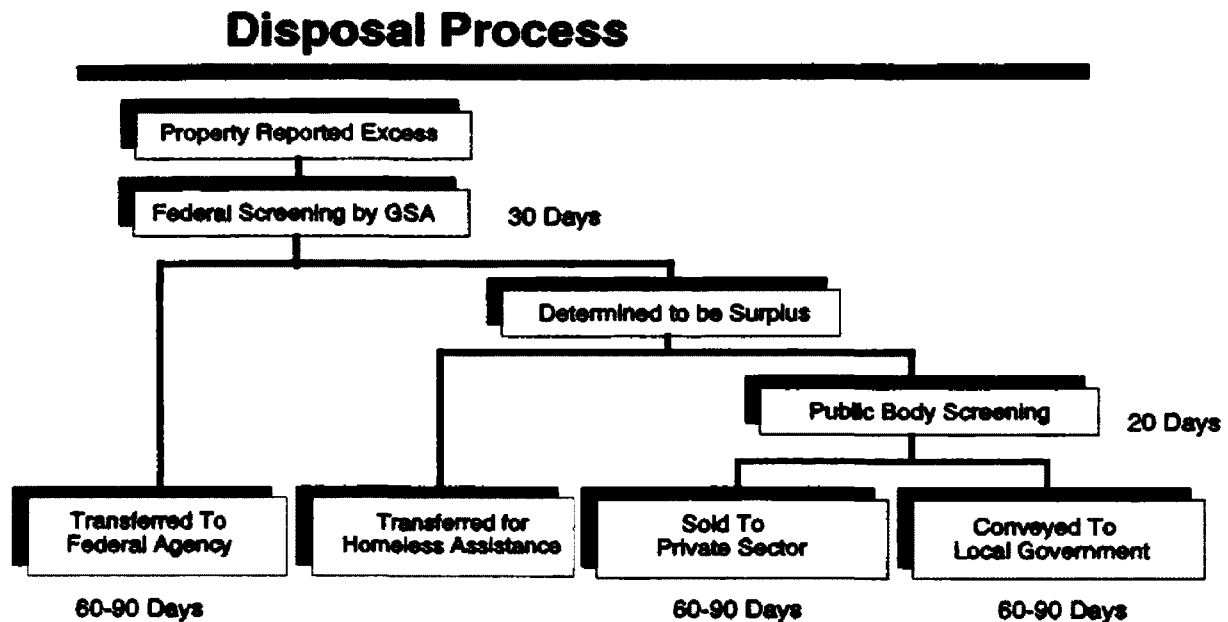 Disposal Process
Property Reported Excess
Federal Screening by GSA
30 Days
Determined to be Surplus
Public Body Screening
20 Days
Transferred To
Federal Agency
Transferred for
Homeless Assistance
Sold To
Private Sector
Conveyed To
Local Government
60-90 Days
60-90 Days
60-90 Days